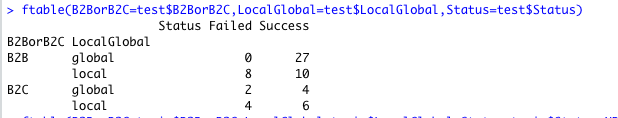 > ftable(B2BorB2C=test$B2BorB2C,LocalGlobal=test$LocalGlobal,Status=test$Status)
Status Failed Success
B2BorB2C LocalGlobal
B2B global 0 27
local 8 10
B2C global 2 4
local 4 6